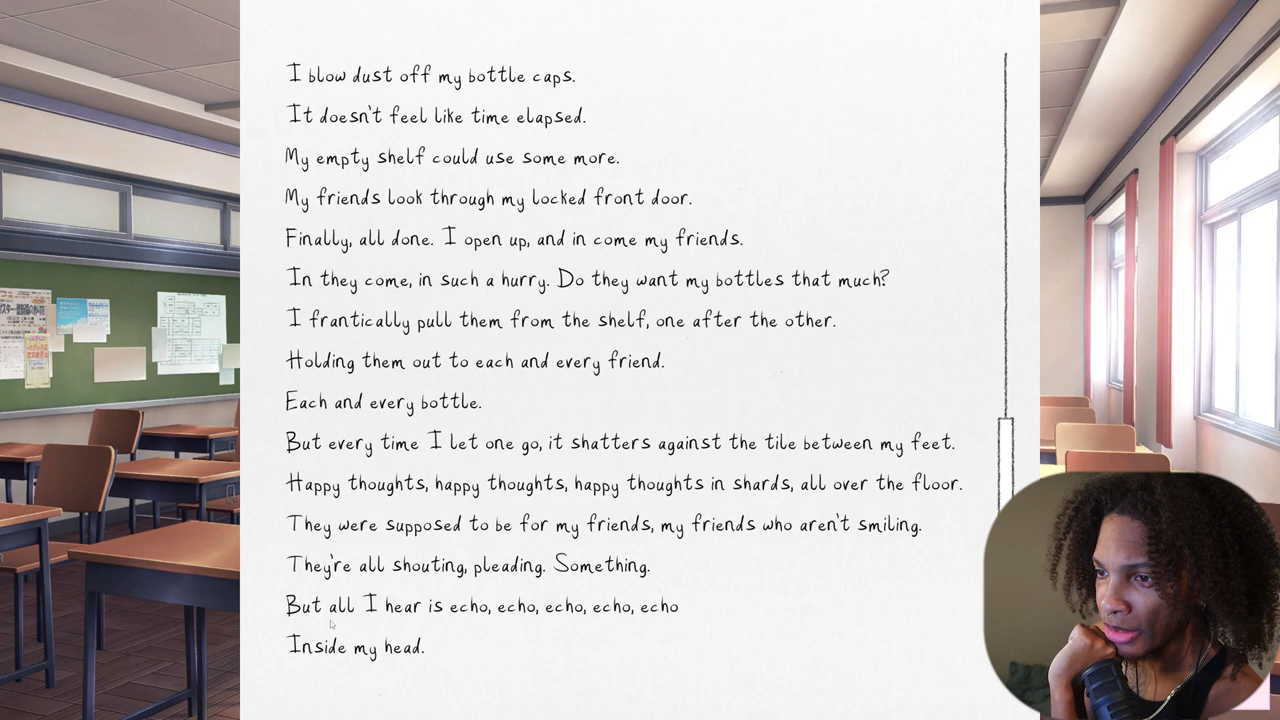 I blow dust off my bottle caps.
It doesn't feel like time elapsed.
My empty shelf could use some more.
My friends look through my locked front door.
Finally, all done. I open up, and in come my friends.
In they come, in such a hurry. Do they want my bottles that much?
I frantically pull them from the shelf, one after the other.
Holding them out to each and every friend.
Each and every bottle.
But every time I let one go, it shatters against the tile between my feet.
Happy thoughts, happy thoughts, happy thoughts in shards, all over the floor.
They were supposed to be for my friends, my friends who aren't smiling.
They're all shouting, pleading. Something.
But all I hear is echo, echo, echo, echo, echo
Inside my head.